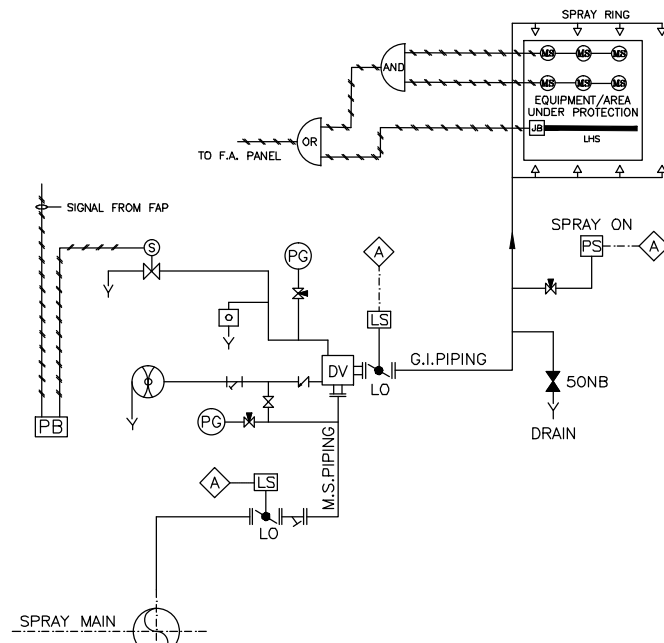 SPRAY RING
MS MS MS
AND
MS MS MS
EQUIPMENT/AREA
UNDER PROTECTION
OR
JB
TO F.A. PANEL
LHS
SIGNAL FROM FAP
SPRAY ON
S
PG
A
PS
A
LS
G.I.PIPING
DV
LO
50NB
PG
PB
DRAIN
M.S.PIPING
A
LS
LO
SPRAY MAIN